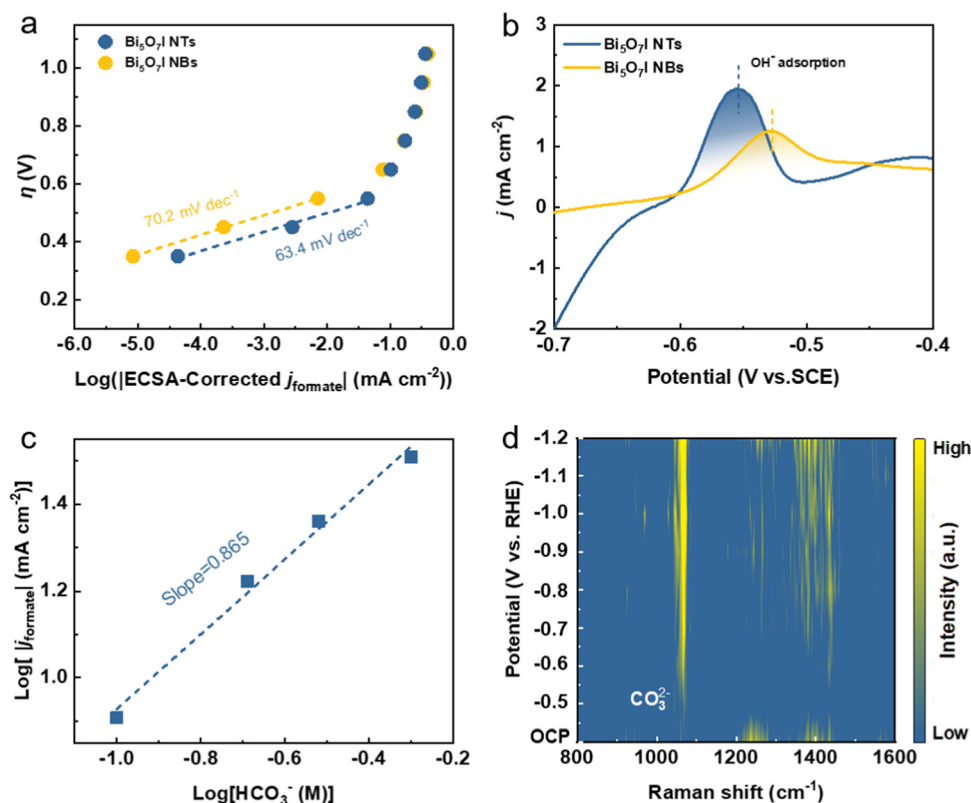 a
Bi₅O₇I NTs
Bi₅O₇I NBs
1.0
0.8
0.6
0.4
0.2
η (V)
70.2 mV dec⁻¹
63.4 mV dec⁻¹
-6.0 -5.0 -4.0 -3.0 -2.0 -1.0 0.0
Log(|ECSA-Corrected jformate| (mA cm⁻²))
b
Bi₅O₇I NTs
Bi₅O₇I NBs
OH⁻ adsorption
3
2
1
0
-1
-2
j (mA cm⁻²)
-0.7 -0.6 -0.5 -0.4
Potential (V vs.SCE)
c
1.4
1.2
1.0
Log[ |jformate| (mA cm⁻²)]
Slope=0.865
-1.0 -0.8 -0.6 -0.4 -0.2
Log[HCO₃⁻ (M)]
d
-1.2
-1.1
-1.0
-0.9
-0.8
-0.7
-0.6
-0.5
OCP
Potential (V vs. RHE)
CO₃²⁻
800 1000 1200 1400 1600
Raman shift (cm⁻¹)
High
Low
Intensity (a.u.)